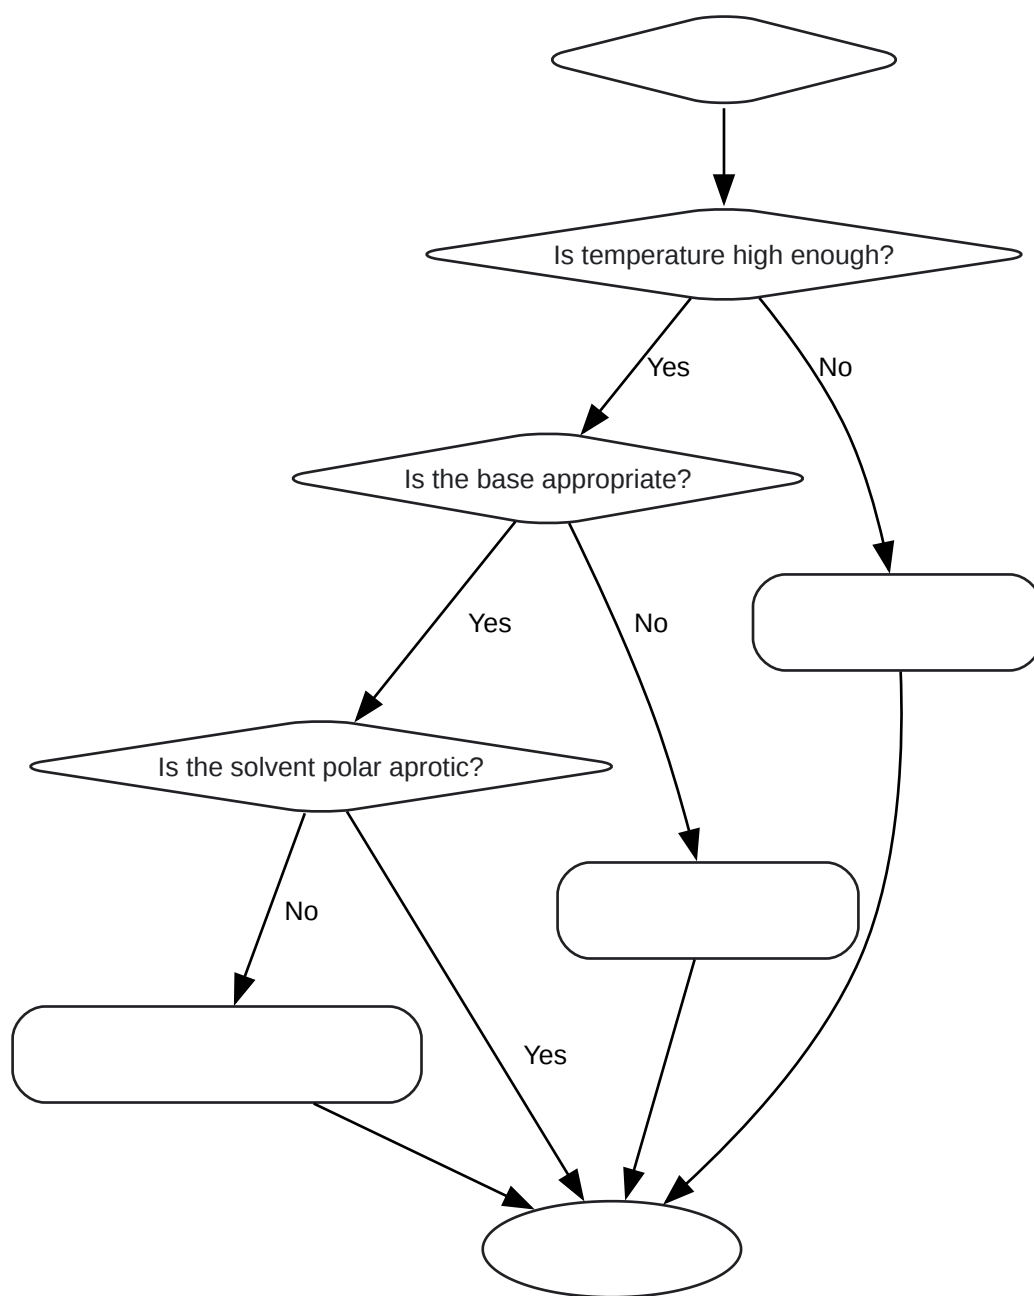 Is temperature high enough?
Yes
No
Is the base appropriate?
Yes
No
Is the solvent polar aprotic?
No
Yes